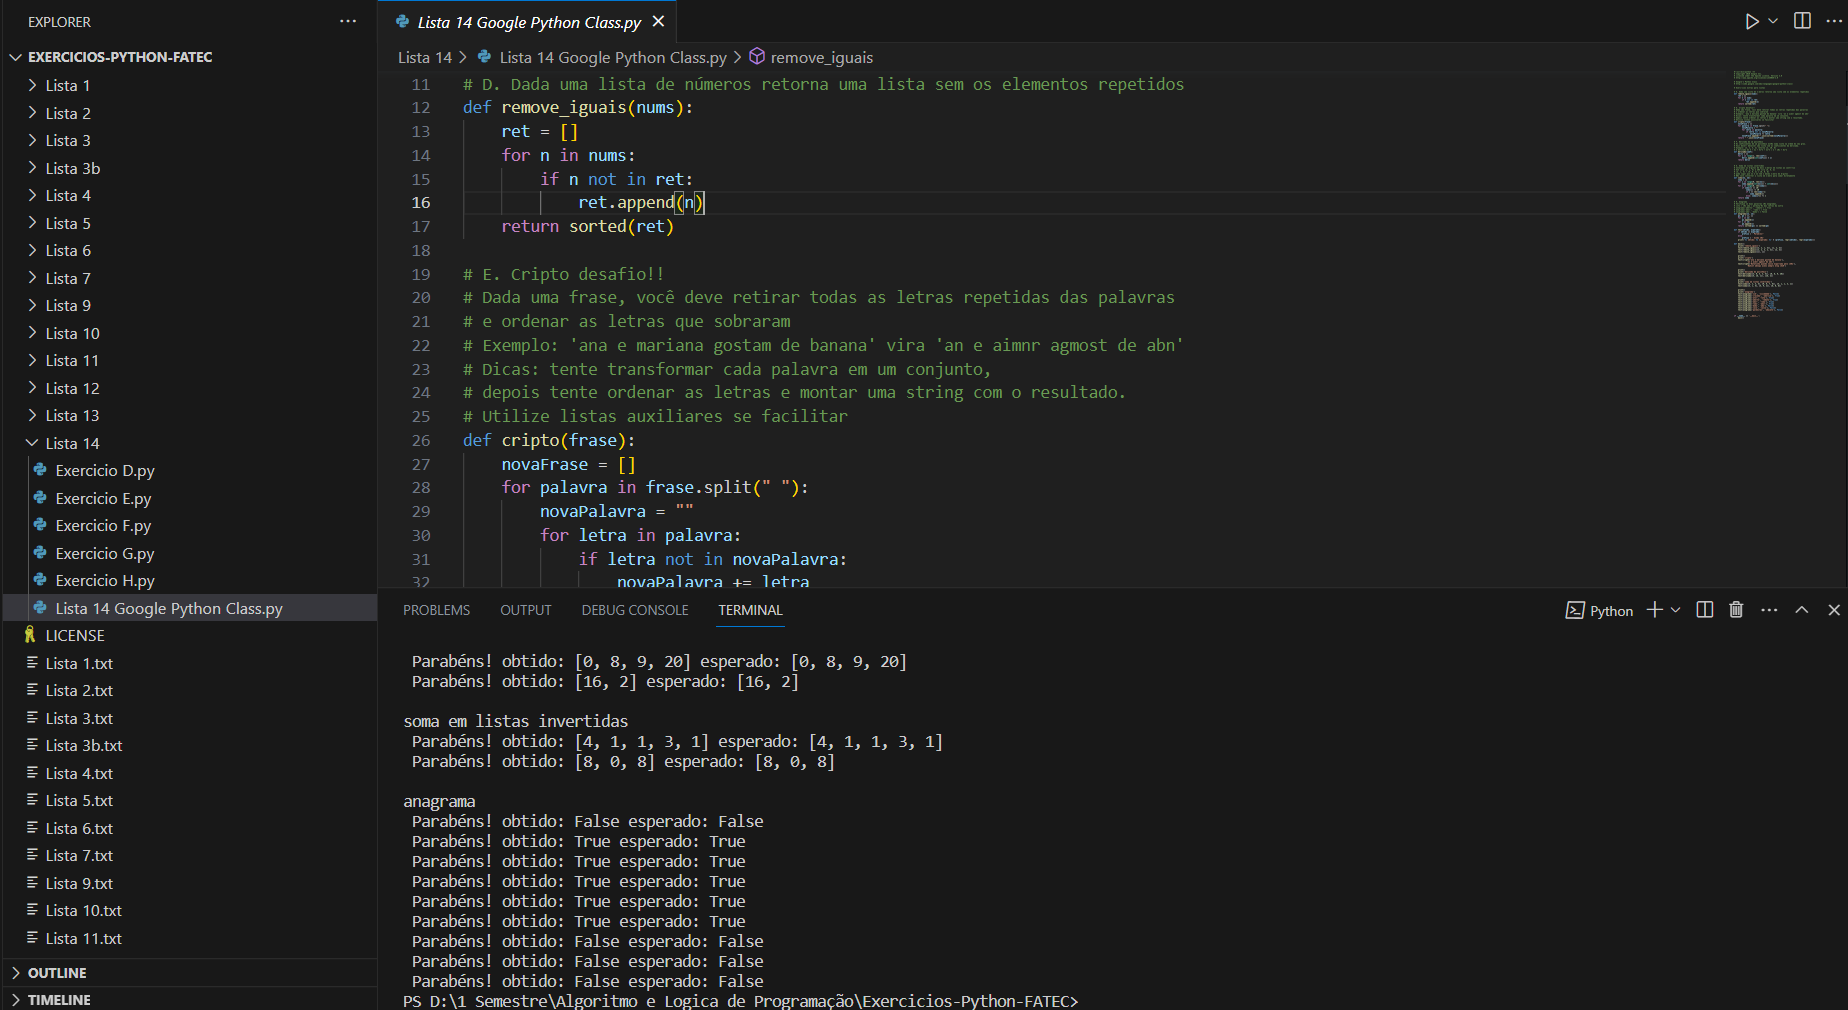 EXPLORER
EXERCICIOS-PYTHON-FATEC
Lista 1
Lista 2
Lista 3
Lista 3b
Lista 4
Lista 5
Lista 6
Lista 7
Lista 9
Lista 10
Lista 11
Lista 12
Lista 13
Lista 14
Exercicio D.py
Exercicio E.py
Exercicio F.py
Exercicio G.py
Exercicio H.py
Lista 14 Google Python Class.py
LICENSE
Lista 1.txt
Lista 2.txt
Lista 3.txt
Lista 3b.txt
Lista 4.txt
Lista 5.txt
Lista 6.txt
Lista 7.txt
Lista 9.txt
Lista 10.txt
Lista 11.txt
OUTLINE
TIMELINE
Lista 14 Google Python Class.py
Lista 14 > Lista 14 Google Python Class.py > remove_iguais
11 # D. Dada uma lista de números retorna uma lista sem os elementos repetidos
12 def remove_iguais(nums):
13     ret = []
14     for n in nums:
15         if n not in ret:
16             ret.append(n)
17     return sorted(ret)
18
19 # E. Cripto desafio!!
20 # Dada uma frase, você deve retirar todas as letras repetidas das palavras
21 # e ordenar as letras que sobraram
22 # Exemplo: 'ana e mariana gostam de banana' vira 'an e aimnr agmost de abn'
23 # Dicas: tente transformar cada palavra em um conjunto,
24 # depois tente ordenar as letras e montar uma string com o resultado.
25 # Utilize listas auxiliares se facilitar
26 def cripto(frase):
27     novaFrase = []
28     for palavra in frase.split(" "):
29         novaPalavra = ""
30         for letra in palavra:
31             if letra not in novaPalavra:
32                 novaPalavra += letra
PROBLEMS OUTPUT DEBUG CONSOLE TERMINAL
Python
Parabéns! obtido: [0, 8, 9, 20] esperado: [0, 8, 9, 20]
Parabéns! obtido: [16, 2] esperado: [16, 2]
soma em listas invertidas
Parabéns! obtido: [4, 1, 1, 3, 1] esperado: [4, 1, 1, 3, 1]
Parabéns! obtido: [8, 0, 8] esperado: [8, 0, 8]
anagrama
Parabéns! obtido: False esperado: False
Parabéns! obtido: True esperado: True
Parabéns! obtido: True esperado: True
Parabéns! obtido: True esperado: True
Parabéns! obtido: True esperado: True
Parabéns! obtido: True esperado: True
Parabéns! obtido: False esperado: False
Parabéns! obtido: False esperado: False
Parabéns! obtido: False esperado: False
PS D:\1 Semestre\Algoritmo e Logica de Programação\Exercicios-Python-FATEC>